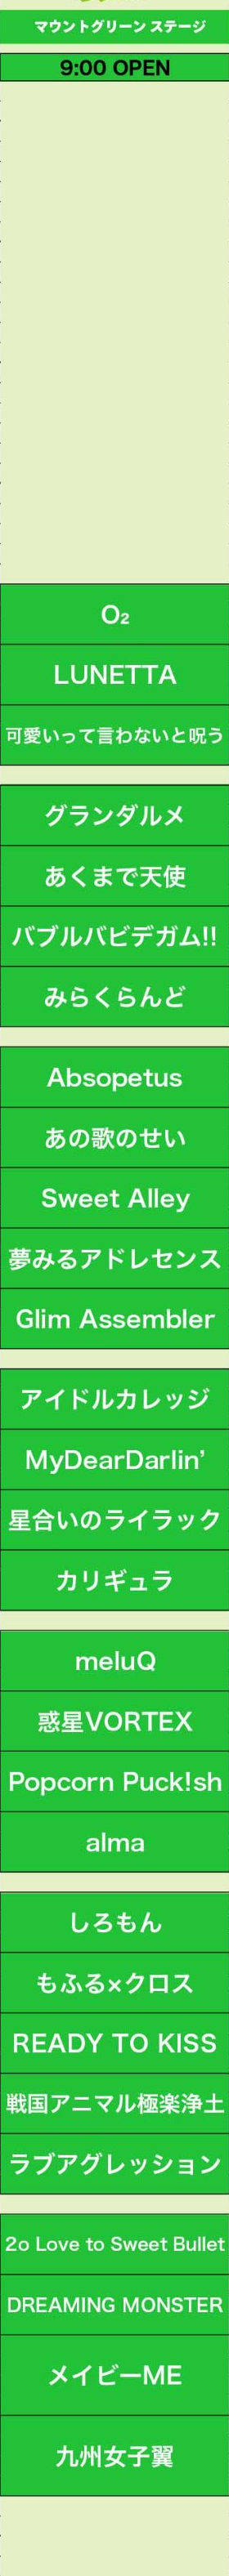 マウントグリーン ステージ
9:00 OPEN
O₂
LUNETTA
可愛いって言わないと呪う
グランダルメ
あくまで天使
バブルバビデガム!!
みらくらんど
Absopetus
あの歌のせい
Sweet Alley
夢みるアドレセンス
Glim Assembler
アイドルカレッジ
MyDearDarlin’
星合いのライラック
カリギュラ
meluQ
惑星VORTEX
Popcorn Puck!sh
alma
しろもん
もふる×クロス
READY TO KISS
戦国アニマル極楽浄土
ラブアグレッション
2o Love to Sweet Bullet
DREAMING MONSTER
メイビーME
九州女子翼